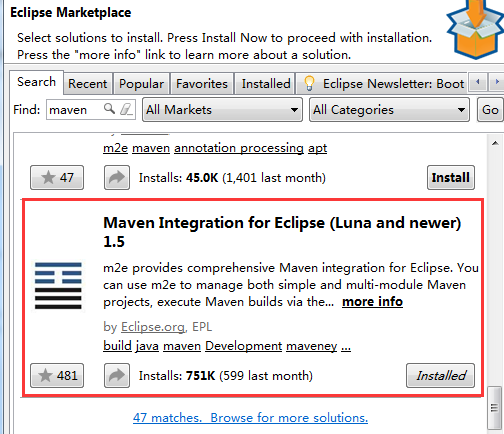 Eclipse Marketplace
Select solutions to install. Press Install Now to proceed with installation.
Press the "more info" link to learn more about a solution.
Search Recent Popular Favorites Installed Eclipse Newsletter: Boot
Find: maven All Markets All Categories Go
m2e maven annotation processing apt
47 Installs: 45.0K (1,401 last month) Install
Maven Integration for Eclipse (Luna and newer)
1.5
m2e provides comprehensive Maven integration for Eclipse. You
can use m2e to manage both simple and multi-module Maven
projects, execute Maven builds via the... more info
by Eclipse.org, EPL
build java maven Development maveney ...
481 Installs: 751K (599 last month) Installed
47 matches. Browse for more solutions.